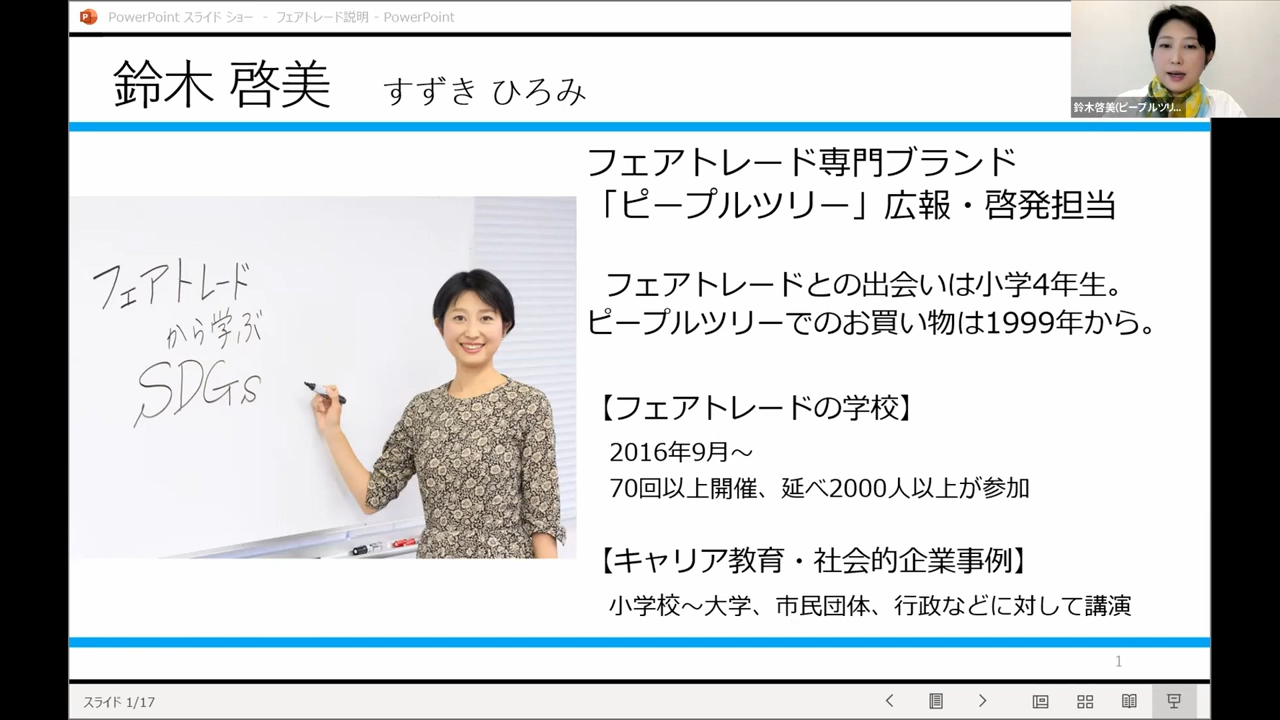 PowerPoint スライド ショー - フェアトレード説明 - PowerPoint
鈴木 啓美 すずき ひろみ
鈴木啓美(ピープルツリ...
フェアトレード専門ブランド
「ピープルツリー」広報・啓発担当
フェアトレードとの出会いは小学4年生。
ピープルツリーでのお買い物は1999年から。
フェアトレード
から学ぶ
SDGs
【フェアトレードの学校】
2016年9月～
70回以上開催、延べ2000人以上が参加
【キャリア教育・社会的企業事例】
小学校～大学、市民団体、行政などに対して講演
1
スライド 1/17